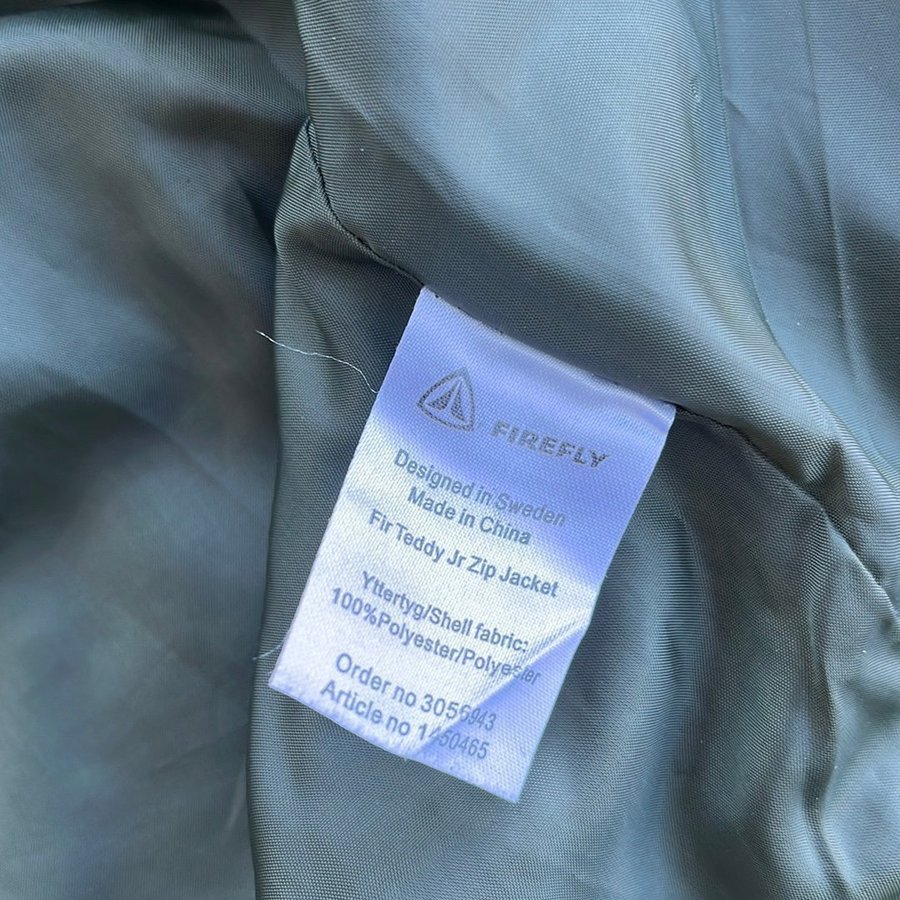 FIREFLY
Designed in Sweden
Made in China
Fir Teddy Jr Zip Jacket
Yttertyg/Shell fabric:
100%Polyester/Polyester
Order no 3056943
Article no